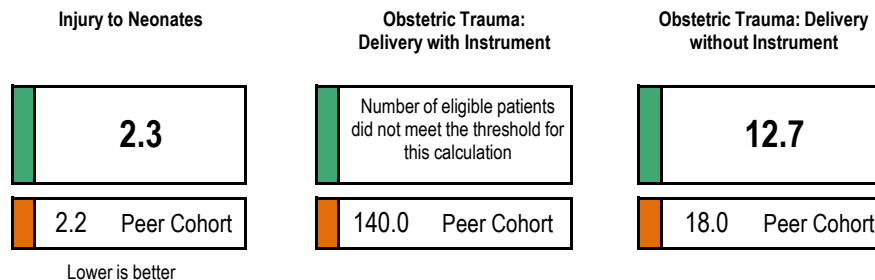 Injury to Neonates
Obstetric Trauma:
Delivery with Instrument
Obstetric Trauma: Delivery
without Instrument
2.3
Number of eligible patients
did not meet the threshold for
this calculation
12.7
2.2 Peer Cohort
140.0 Peer Cohort
18.0 Peer Cohort
Lower is better